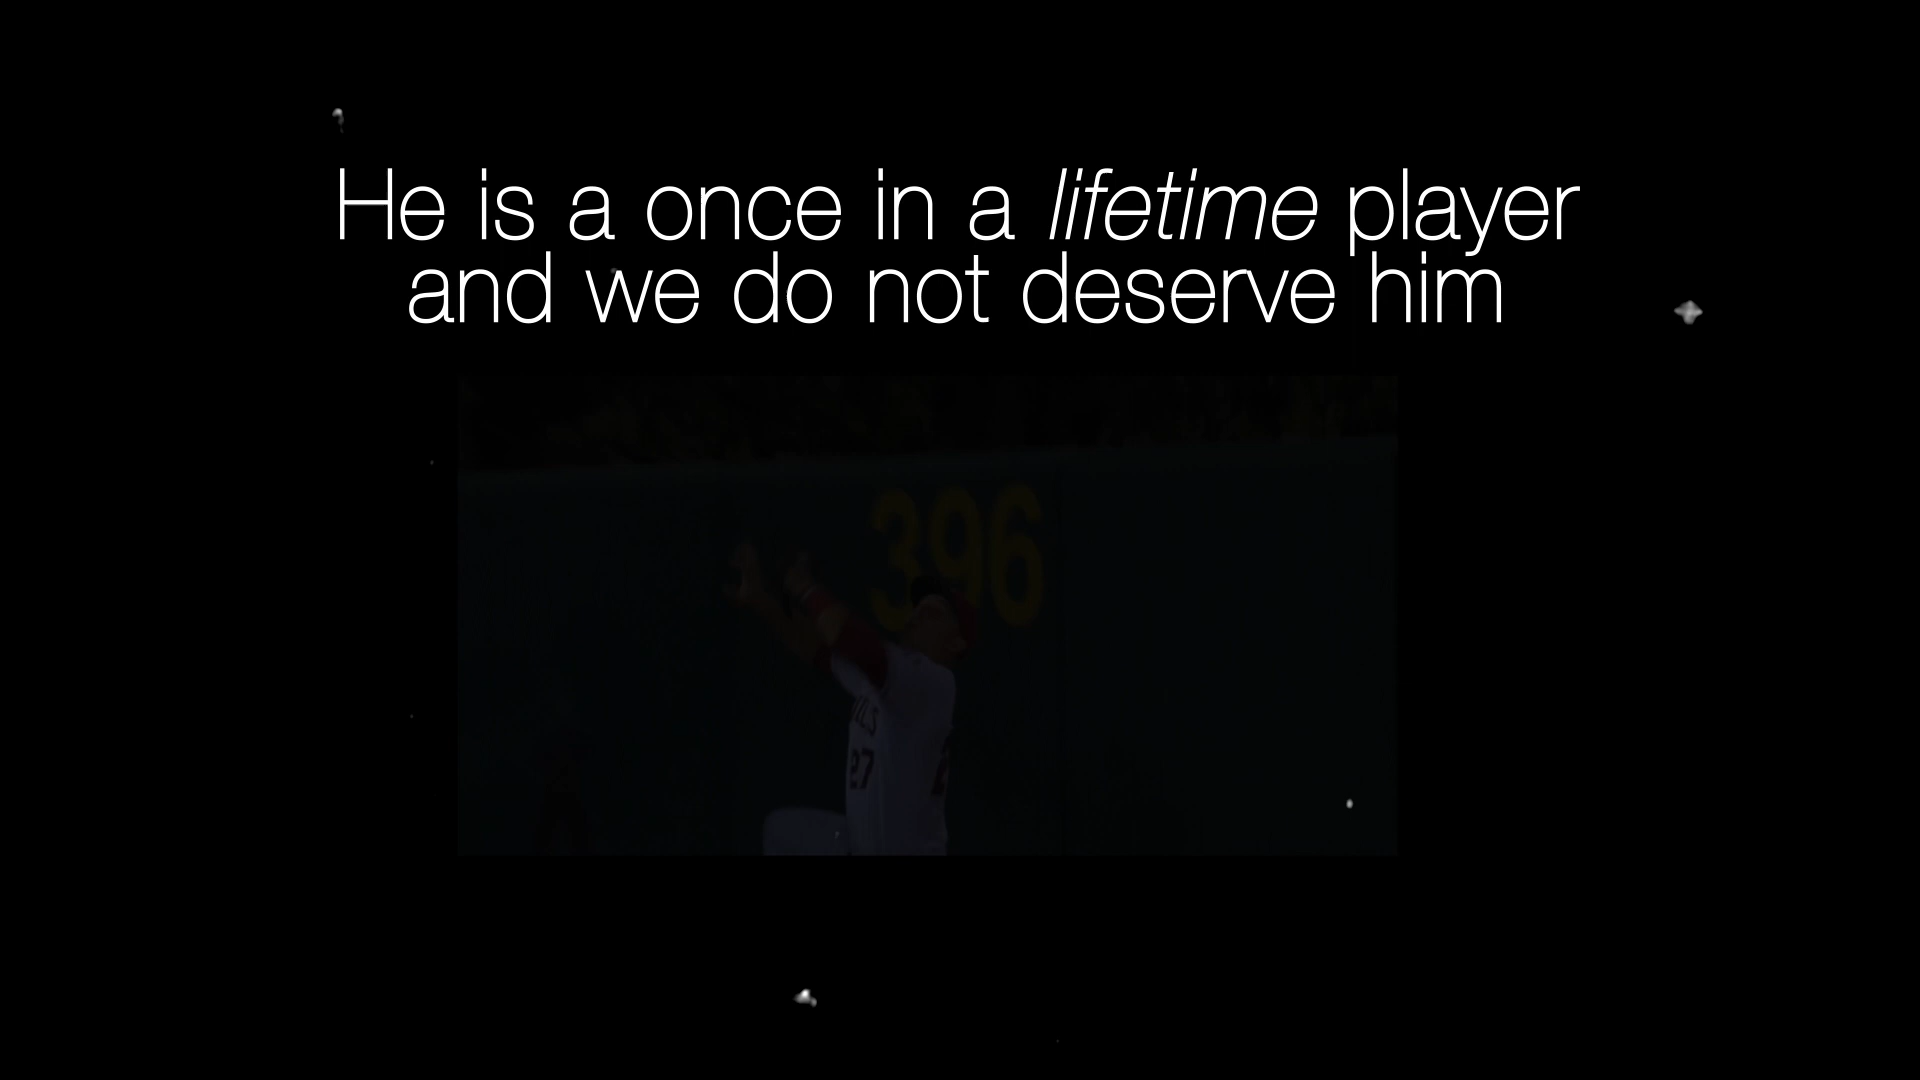 He is a once in a lifetime player
and we do not deserve him
396
27